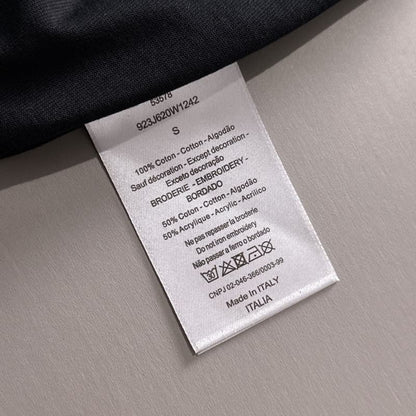 53578
923J620W1242
S
100% Coton - Cotton - Algodão
Sauf décoration - Except decoration -
Exceto decoração
BRODERIE - EMBROIDERY -
BORDADO
50% Coton - Cotton - Algodão
50% Acrylique - Acrylic - Acrílico
Ne pas repasser la broderie
Do not iron embroidery
Não passar a ferro o bordado
CNPJ 02-046-366/0003-99
Made In ITALY
ITALIA